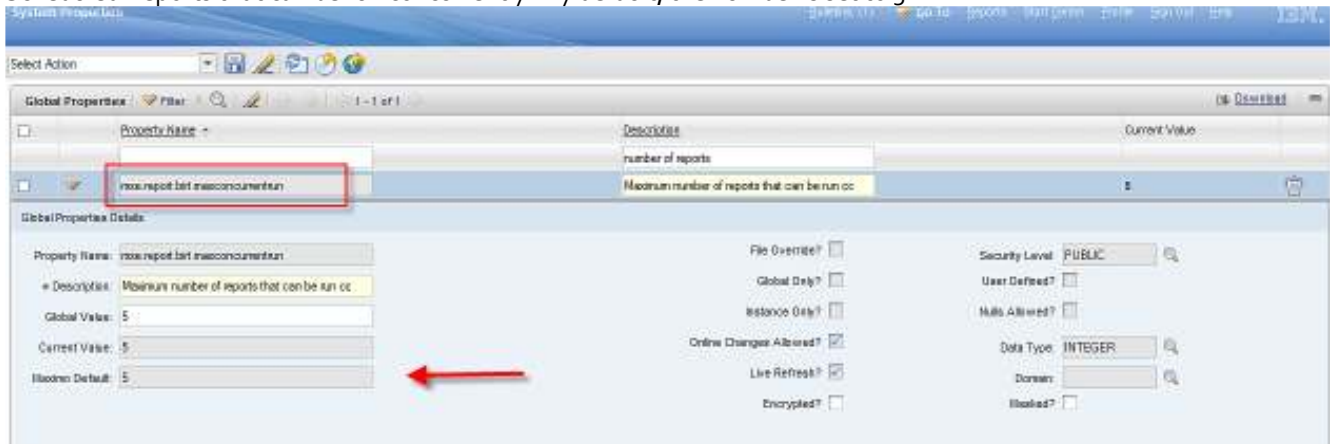 System Properties
Go To Reports Start Center Profile Sign Out Help IBM.
Select Action
Global Properties Filter 1 - 1 of 1 Download
Property Name Description Current Value
number of reports
mxe.report.birt.maxconcurrentrun Maximum number of reports that can be run cc 5
Global Properties Details
Property Name: mxe.report.birt.maxconcurrentrun File Override? Security Level: PUBLIC
* Description: Maximum number of reports that can be run cc Global Only? User Defined?
Global Value: 5 Instance Only? Nulls Allowed?
Current Value: 5 Online Changes Allowed? Data Type: INTEGER
Maximo Default: 5 Live Refresh? Domain:
Encrypted? Masked?